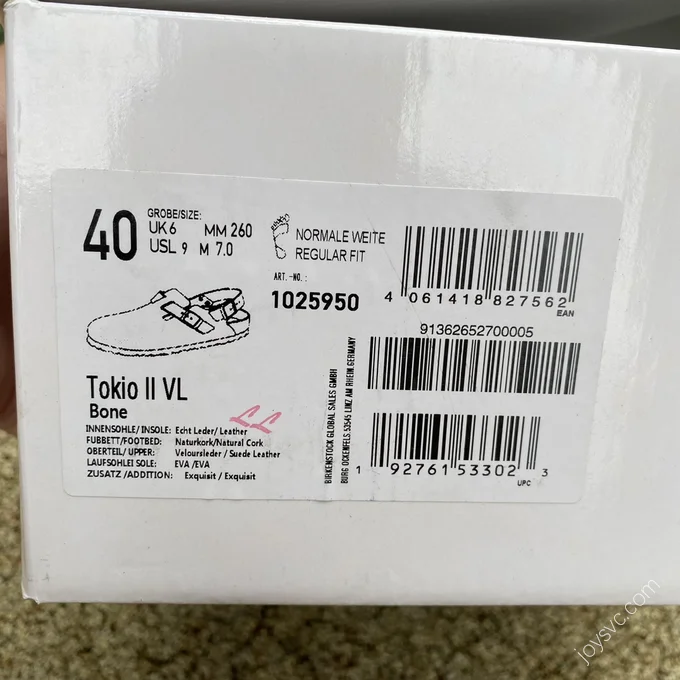 40
GROBE/SIZE:
UK 6 MM 260
USL 9 M 7.0
NORMALE WEITE
REGULAR FIT
ART. -NO. :
1025950
4 061418 827562
EAN
91362652700005
Tokio II VL
Bone
LL
INNENSOHLE/ INSOLE: Echt Leder/ Leather
FUBBETT/FOOTBED: Naturkork/Natural Cork
OBERTEIL/ UPPER: Veloursleder / Suede Leather
LAUFSOHLEI SOLE: EVA /EVA
ZUSATZ /ADDITION: Exquisit / Exquisit
BIRKENSTOCK GLOBAL SALES GMBH
BURG OCKENFELS.53545 LINZ AM RHEIN.GERMANY
1 92761 53302 3
UPC
joysvc.com